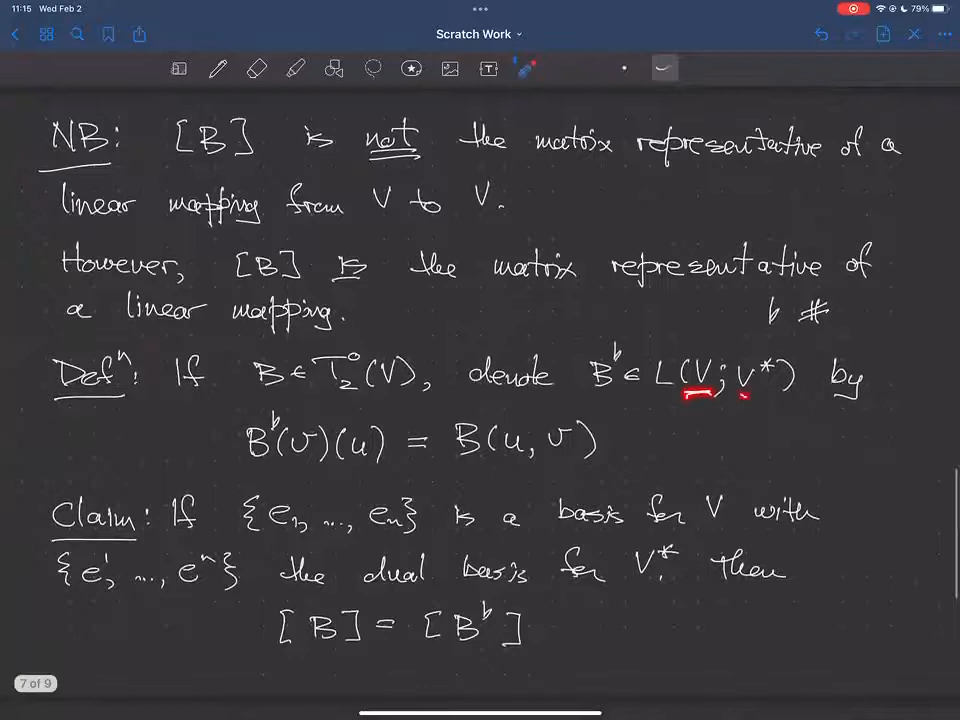 11:15 Wed Feb 2
79%
Scratch Work
NB: [B] is not the matrix representative of a
linear mapping from V to V.
However, [B] is the matrix representative of
a linear mapping. ♭ #
Defⁿ: If B ∈ T⁰₂(V), denote B♭ ∈ L(V; V*) by
B♭(v)(u) = B(u, v)
Claim: If {e₁, ..., eₙ} is a basis for V with
{e¹, ..., eⁿ} the dual basis for V*, then
[B] = [B♭]
7 of 9